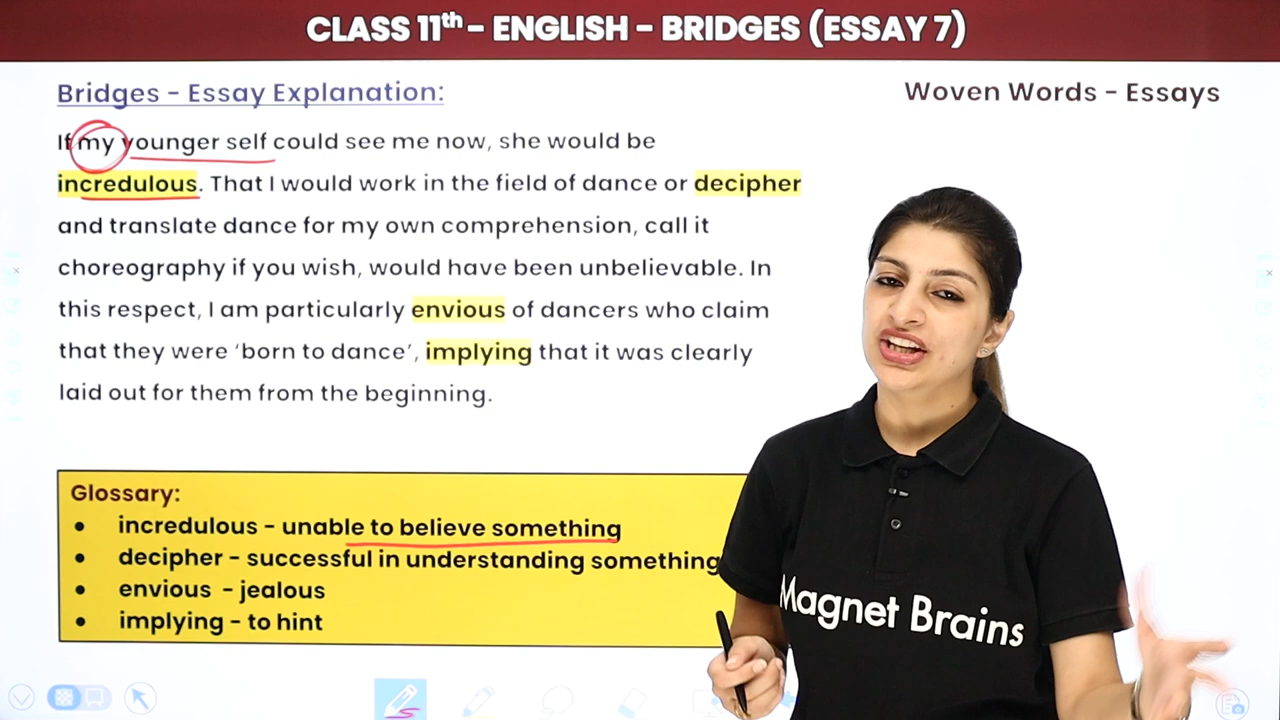 CLASS 11th - ENGLISH - BRIDGES (ESSAY 7)
Bridges - Essay Explanation:
Woven Words - Essays
If my younger self could see me now, she would be
incredulous. That I would work in the field of dance or decipher
and translate dance for my own comprehension, call it
choreography if you wish, would have been unbelievable. In
this respect, I am particularly envious of dancers who claim
that they were ‘born to dance’, implying that it was clearly
laid out for them from the beginning.
Glossary:
• incredulous - unable to believe something
• decipher - successful in understanding something
• envious - jealous
• implying - to hint
Magnet Brains